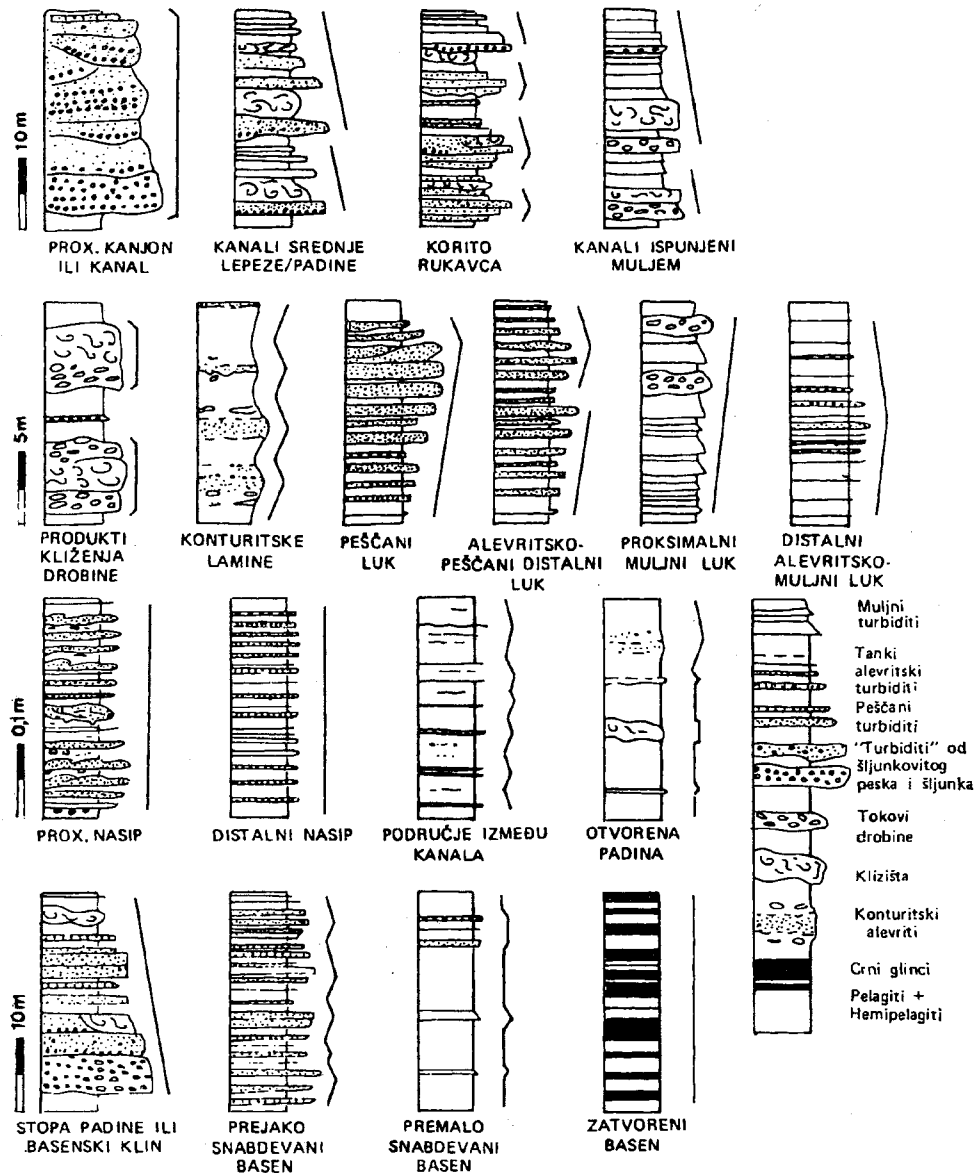 10 m
PROX. KANJON
ILI KANAL
KANALI SREDNJE
LEPEZE/PADINE
KORITO
RUKAVCA
KANALI ISPUNJENI
MULJEM
5m
PRODUKTI
KLIŽENJA
DROBINE
KONTURITSKE
LAMINE
PEŠČANI
LUK
ALEVRITSKO-
PEŠČANI DISTALNI
LUK
PROKSIMALNI
MULJNI LUK
DISTALNI
ALEVRITSKO-
MULJNI LUK
0,1m
PROX. NASIP
DISTALNI NASIP
PODRUČJE IZMEĐU
KANALA
OTVORENA
PADINA
Muljni
turbiditi
Tanki
alevritski
turbiditi
Peščani
turbiditi
"Turbiditi" od
šljunkovitog
peska i šljunka
Tokovi
drobine
Klizišta
Konturitski
alevriti
Crni glinci
Pelagiti +
Hemipelagiti
10m
STOPA PADINE ILI
BASENSKI KLIN
PREJAKO
SNABDEVANI
BASEN
PREMALO
SNABDEVANI
BASEN
ZATVORENI
BASEN